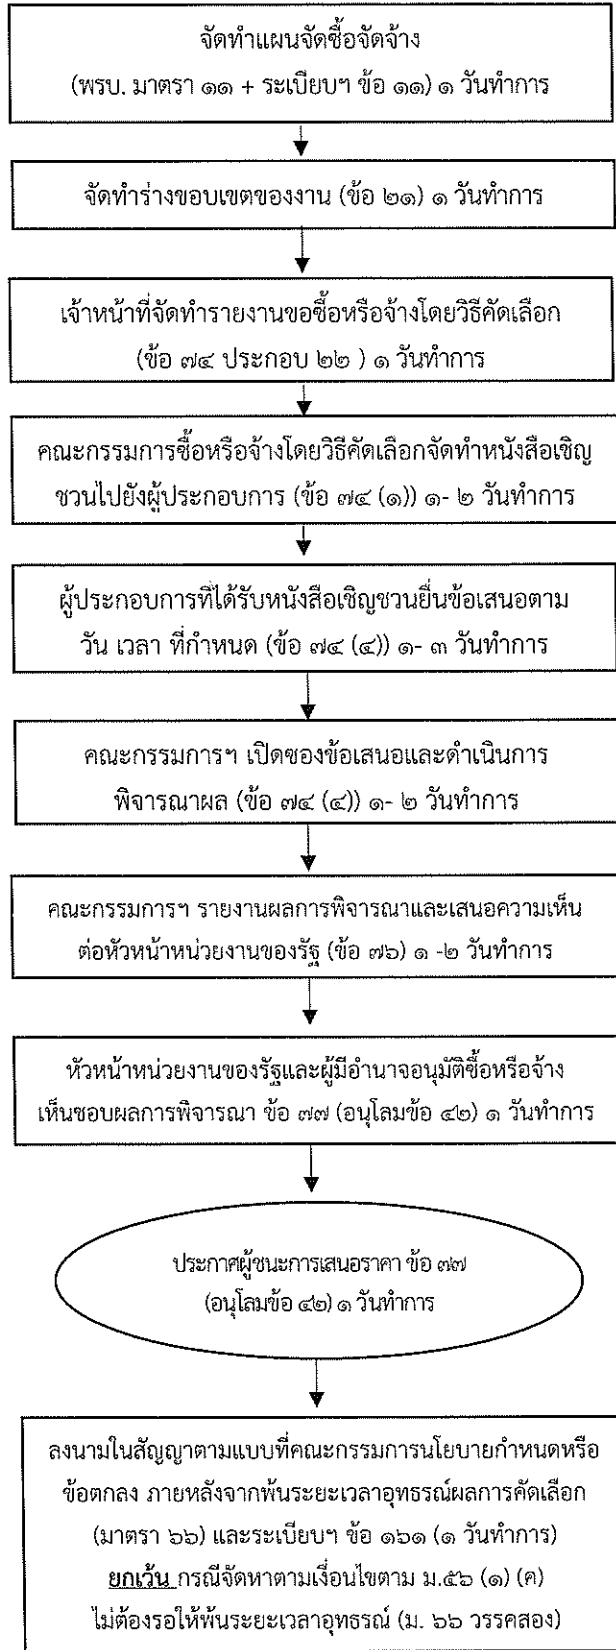 จัดทำแผนจัดซื้อจัดจ้าง
(พรบ. มาตรา ๑๑ + ระเบียบฯ ข้อ ๑๑) ๑ วันทำการ
จัดทำร่างขอบเขตของงาน (ข้อ ๒๑) ๑ วันทำการ
เจ้าหน้าที่จัดทำรายงานขอซื้อหรือจ้างโดยวิธีคัดเลือก
(ข้อ ๗๔ ประกอบ ๒๒ ) ๑ วันทำการ
คณะกรรมการซื้อหรือจ้างโดยวิธีคัดเลือกจัดทำหนังสือเชิญ
ชวนไปยังผู้ประกอบการ (ข้อ ๗๔ (๑)) ๑- ๒ วันทำการ
ผู้ประกอบการที่ได้รับหนังสือเชิญชวนยื่นข้อเสนอตาม
วัน เวลา ที่กำหนด (ข้อ ๗๔ (๔)) ๑- ๓ วันทำการ
คณะกรรมการฯ เปิดซองข้อเสนอและดำเนินการ
พิจารณาผล (ข้อ ๗๔ (๔)) ๑- ๒ วันทำการ
คณะกรรมการฯ รายงานผลการพิจารณาและเสนอความเห็น
ต่อหัวหน้าหน่วยงานของรัฐ (ข้อ ๗๖) ๑ -๒ วันทำการ
หัวหน้าหน่วยงานของรัฐและผู้มีอำนาจอนุมัติซื้อหรือจ้าง
เห็นชอบผลการพิจารณา ข้อ ๗๗ (อนุโลมข้อ ๔๒) ๑ วันทำการ
ประกาศผู้ชนะการเสนอราคา ข้อ ๗๗
(อนุโลมข้อ ๔๒) ๑ วันทำการ
ลงนามในสัญญาตามแบบที่คณะกรรมการนโยบายกำหนดหรือ
ข้อตกลง ภายหลังจากพ้นระยะเวลาอุทธรณ์ผลการคัดเลือก
(มาตรา ๖๖) และระเบียบฯ ข้อ ๑๖๑ (๑ วันทำการ)
ยกเว้น กรณีจัดหาตามเงื่อนไขตาม ม.๕๖ (๑) (ค)
ไม่ต้องรอให้พ้นระยะเวลาอุทธรณ์ (ม. ๖๖ วรรคสอง)